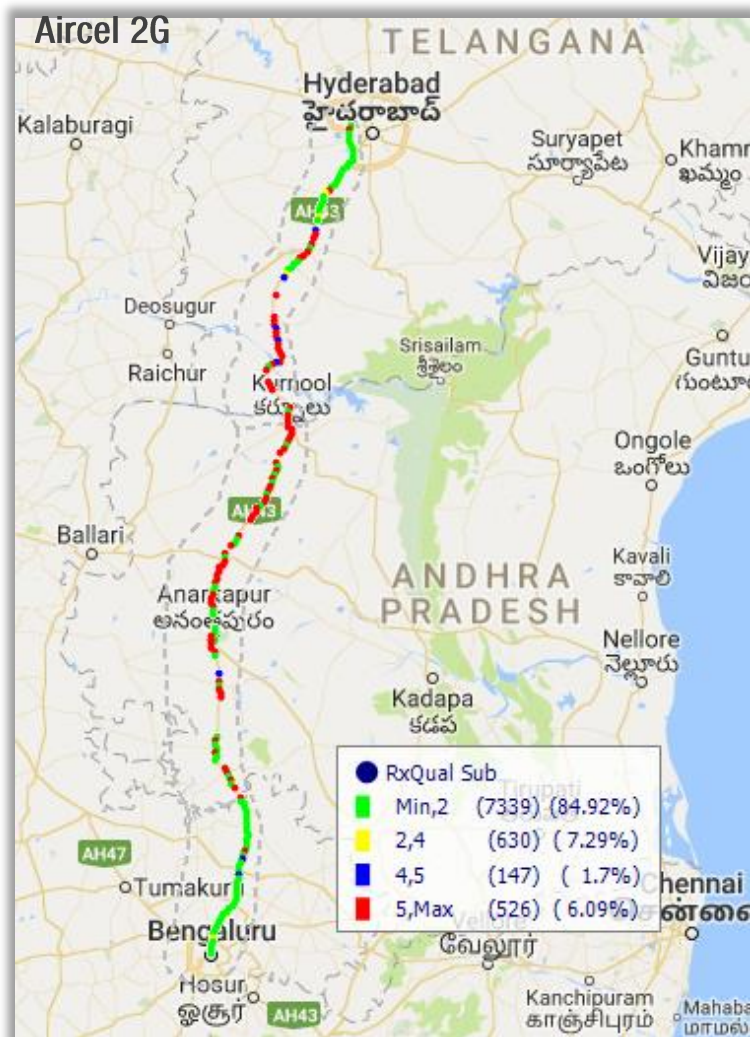 Aircel 2G
TELANGANA
Hyderabad
హైదరాబాద్
Kalaburagi
Suryapet
సూర్యాపేట
Khamm
ఖమ్మం
Vijay
విజం
Deosugur
Raichur
Srisailam
శ్రీశైలం
Guntu
గుంటూ
Kurnool
కర్నూలు
Ongole
ఒంగోలు
Ballari
ANDHRA
PRADESH
Kavali
కావాలి
అనంతపురం
Nellore
నెల్లూరు
Kadapa
కడప
RxQual Sub
Min,2 (7339) (84.92%)
2,4 (630) ( 7.29%)
4,5 (147) ( 1.7%)
5,Max (526) ( 6.09%)
Tirupati
AH47
Tumakuru
Chennai
Bengaluru
Vellore
வேலூர்
Hosur
ஓசூர்
AH43
Kanchipuram
காஞ்சிபுரம்
Mahaba
மாமல்